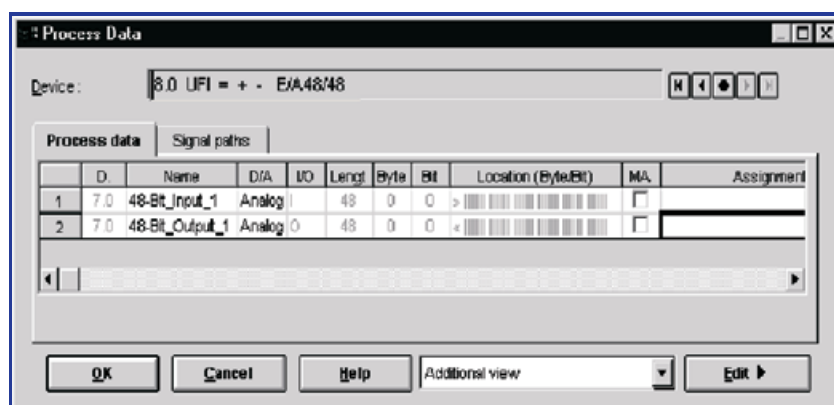 Process Data
Device: 8.0 UFI = + - E/A48/48
Process data Signal paths
D. Name D/A I/O Lengt Byte Bit Location (Byte/Bit) MA. Assignment
1 7.0 48-Bit_Input_1 Analog I 48 0 0 >
2 7.0 48-Bit_Output_1 Analog O 48 0 0 <
OK Cancel Help Additional view Edit